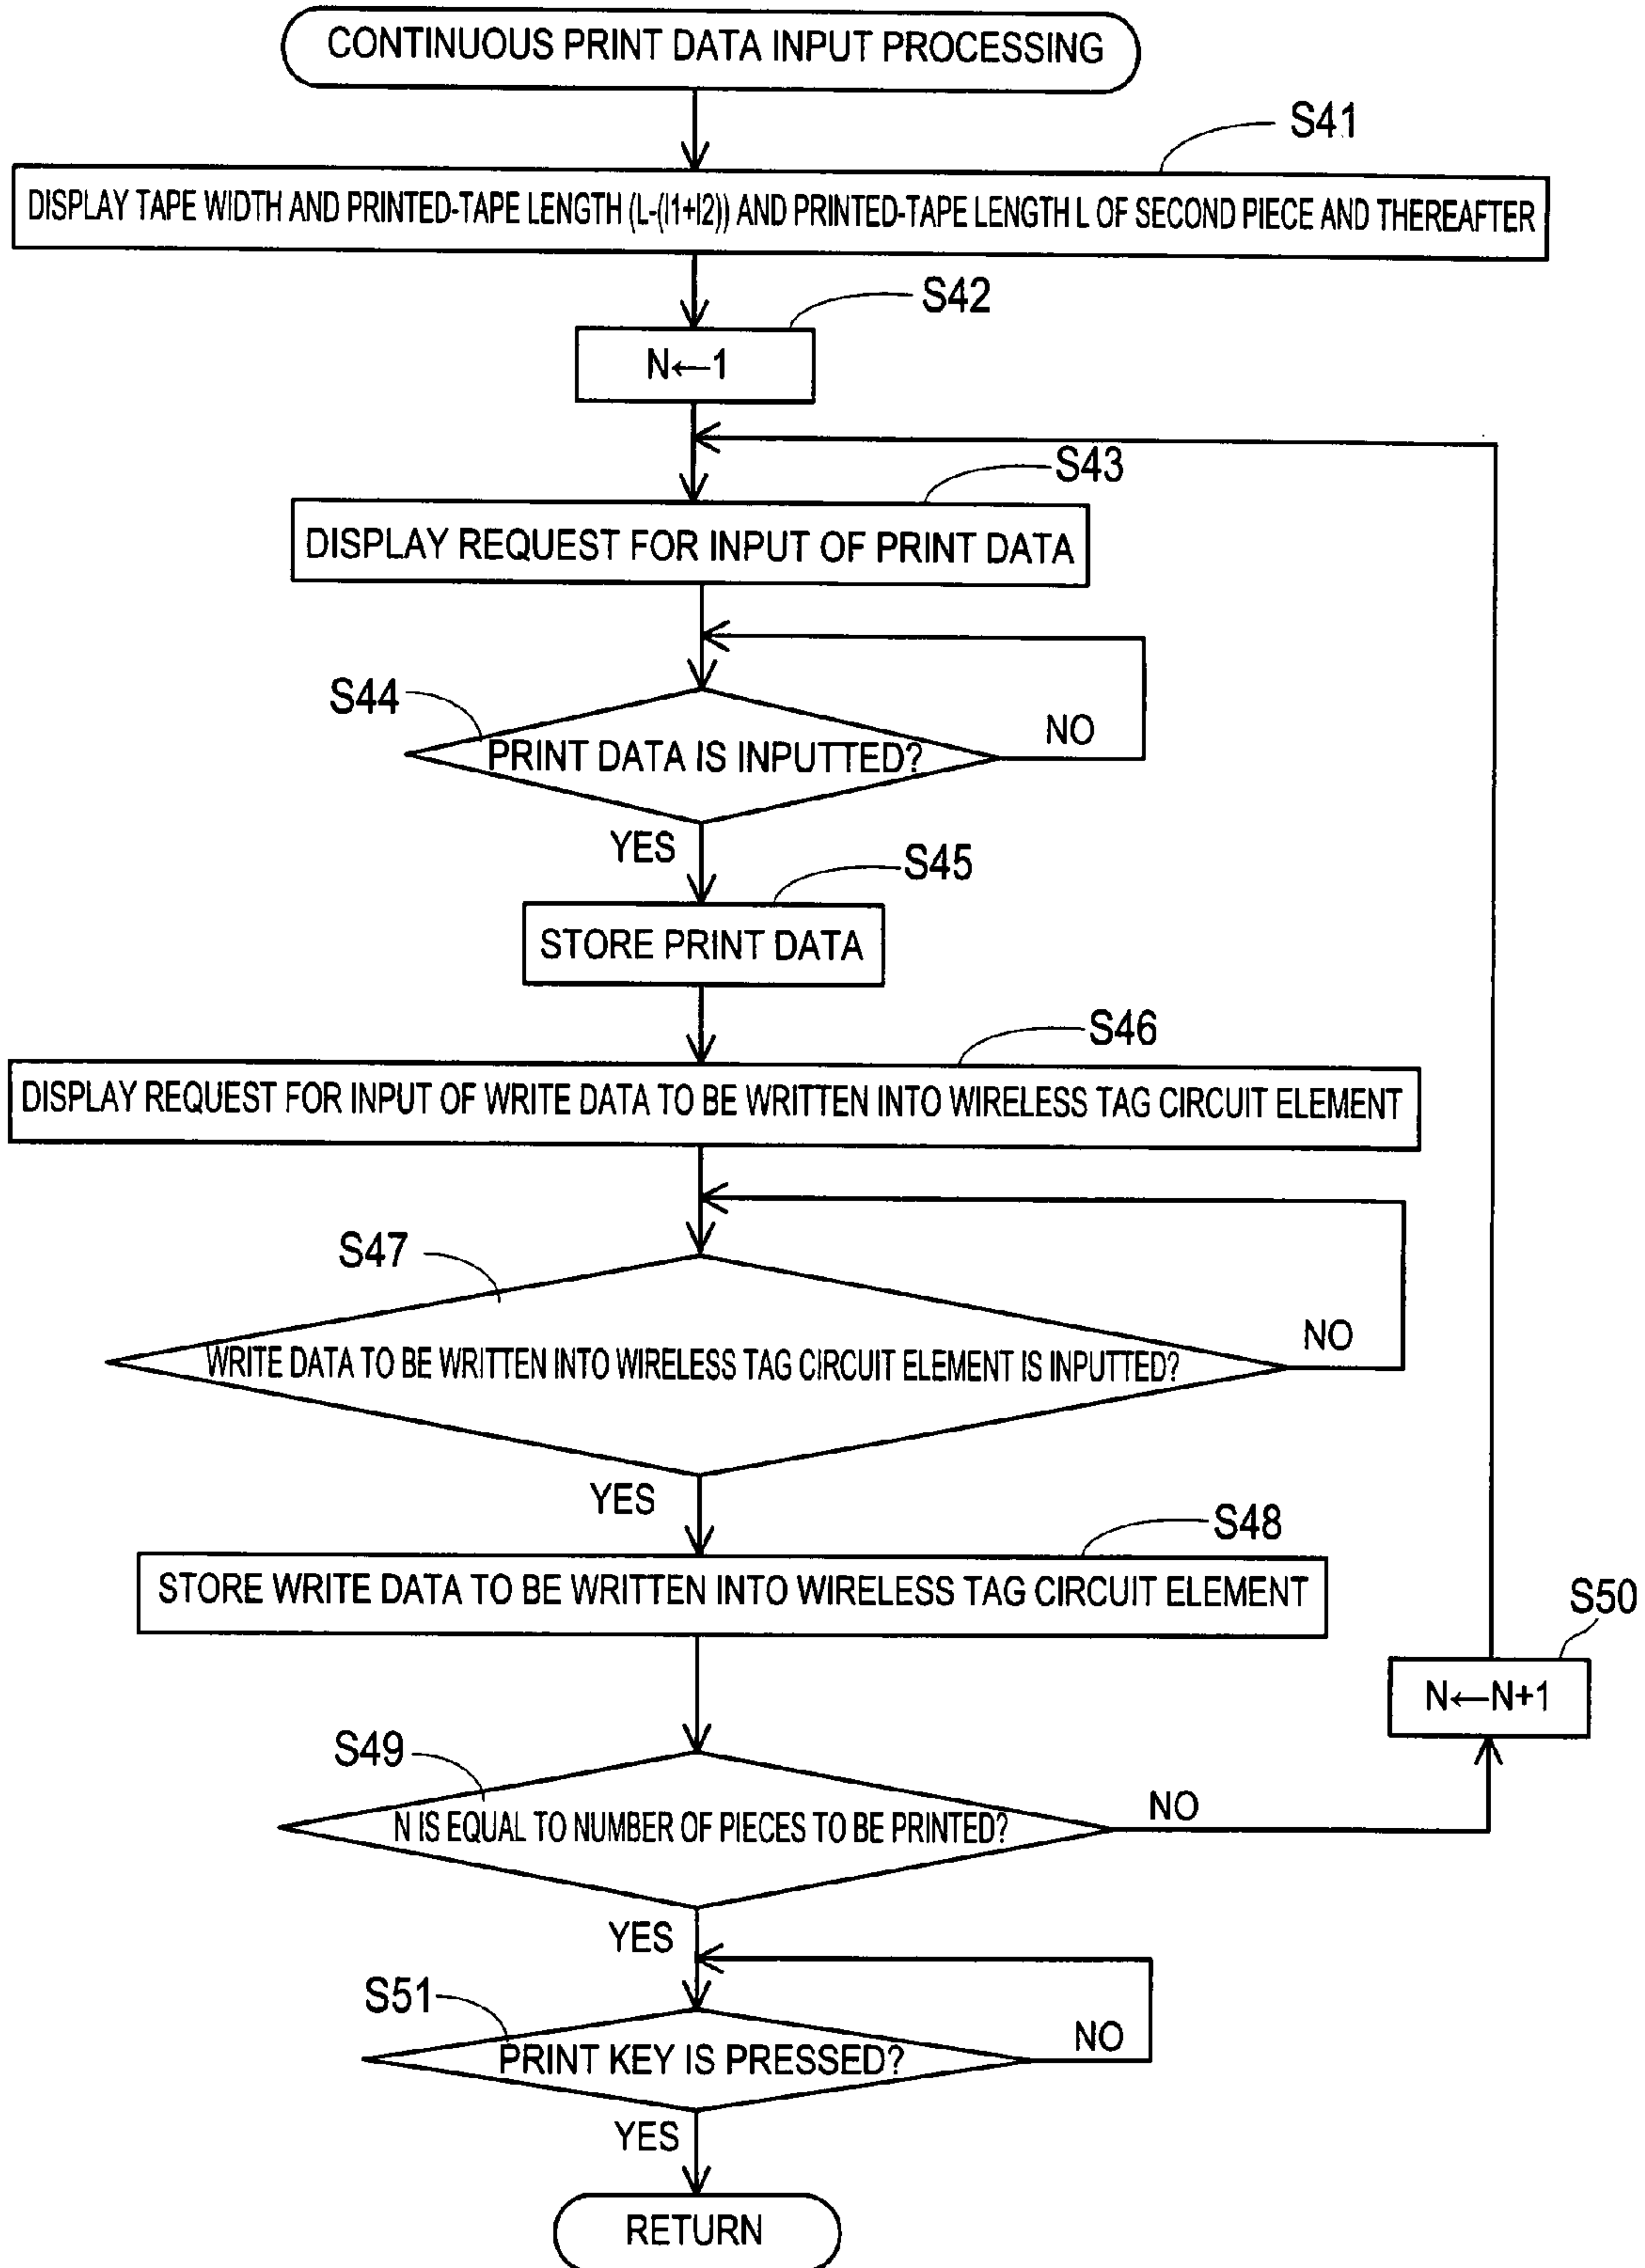 CONTINUOUS PRINT DATA INPUT PROCESSING
S41
DISPLAY TAPE WIDTH AND PRINTED-TAPE LENGTH (L-(l1+l2)) AND PRINTED-TAPE LENGTH L OF SECOND PIECE AND THEREAFTER
S42
N←1
S43
DISPLAY REQUEST FOR INPUT OF PRINT DATA
S44
NO
PRINT DATA IS INPUTTED?
YES
S45
STORE PRINT DATA
S46
DISPLAY REQUEST FOR INPUT OF WRITE DATA TO BE WRITTEN INTO WIRELESS TAG CIRCUIT ELEMENT
S47
NO
WRITE DATA TO BE WRITTEN INTO WIRELESS TAG CIRCUIT ELEMENT IS INPUTTED?
YES
S48
STORE WRITE DATA TO BE WRITTEN INTO WIRELESS TAG CIRCUIT ELEMENT
S50
N←N+1
S49
NO
N IS EQUAL TO NUMBER OF PIECES TO BE PRINTED?
YES
S51
NO
PRINT KEY IS PRESSED?
YES
RETURN